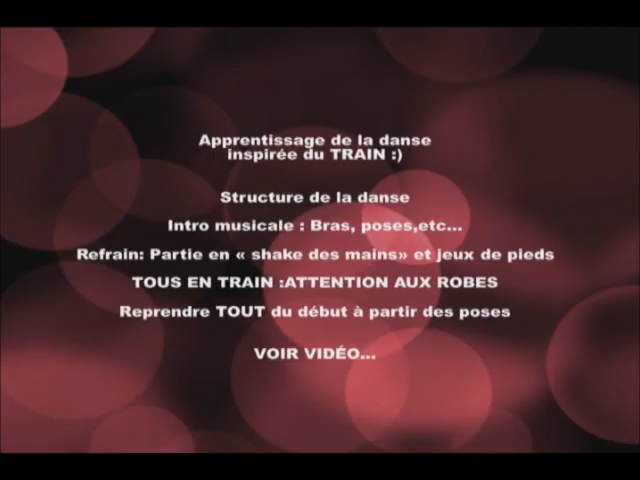 Apprentissage de la danse
inspirée du TRAIN :)
Structure de la danse
Intro musicale : Bras, poses,etc...
Refrain: Partie en « shake des mains» et jeux de pieds
TOUS EN TRAIN :ATTENTION AUX ROBES
Reprendre TOUT du début à partir des poses
VOIR VIDÉO...